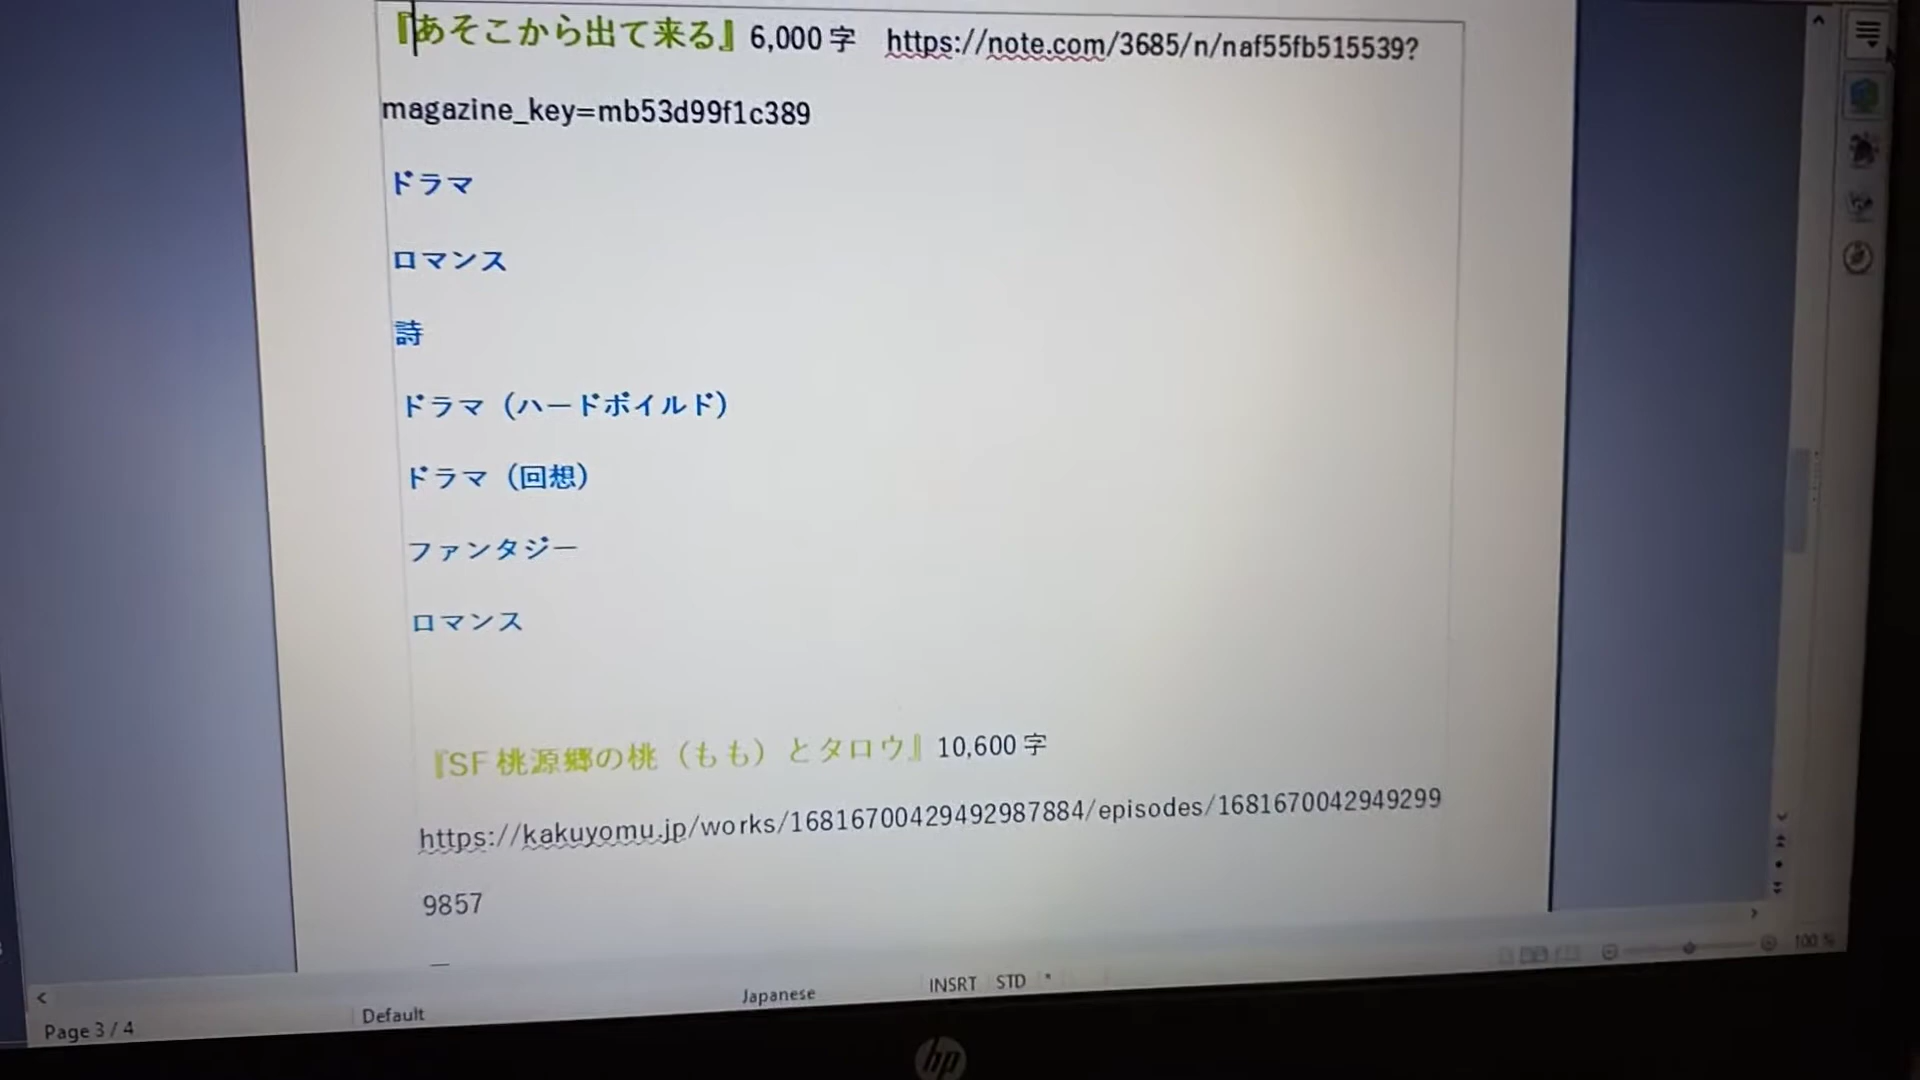 『あそこから出て来る』6,000字　https://note.com/3685/n/naf55fb515539?
magazine_key=mb53d99f1c389
ドラマ
ロマンス
詩
ドラマ（ハードボイルド）
ドラマ（回想）
ファンタジー
ロマンス
『SF桃源郷の桃（もも）とタロウ』10,600字
https://kakuyomu.jp/works/16816700429492987884/episodes/1681670042949299
9857
100 %
Page 3 / 4 Default Japanese INSRT STD *
hp